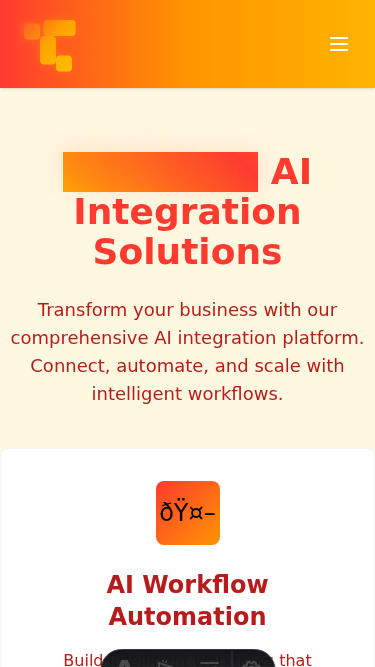 AI
Integration
Solutions
Transform your business with our
comprehensive AI integration platform.
Connect, automate, and scale with
intelligent workflows.
ðŸ¤–
AI Workflow
Automation
Build that